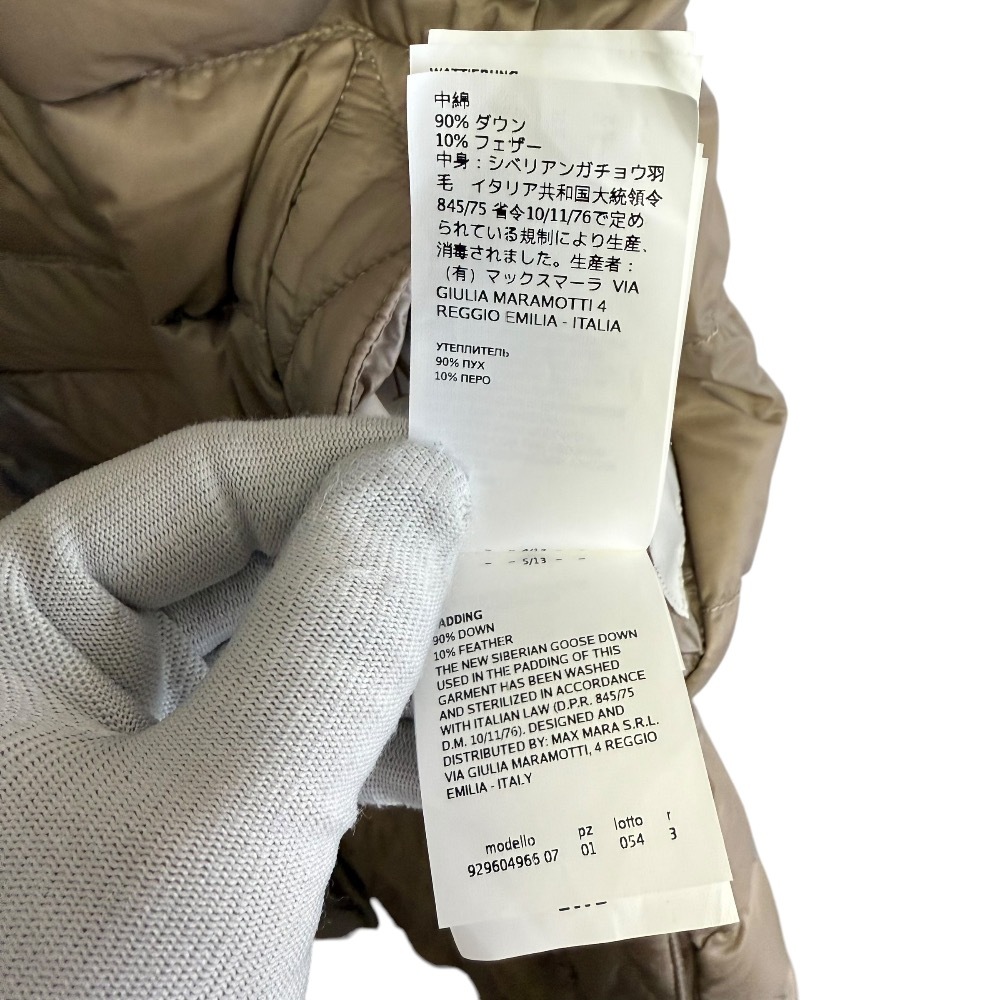 WATTIERUNG
中綿
90% ダウン
10% フェザー
中身：シベリアンガチョウ羽
毛　イタリア共和国大統領令
845/75 省令10/11/76で定め
られている規制により生産、
消毒されました。生産者：
（有）マックスマーラ VIA
GIULIA MARAMOTTI 4
REGGIO EMILIA - ITALIA
УТЕПЛИТЕЛЬ
90% ПУХ
10% ПЕРО
- - 5/13 - -
ADDING
90% DOWN
10% FEATHER
THE NEW SIBERIAN GOOSE DOWN
USED IN THE PADDING OF THIS
GARMENT HAS BEEN WASHED
AND STERILIZED IN ACCORDANCE
WITH ITALIAN LAW (D.P.R. 845/75
D.M. 10/11/76). DESIGNED AND
DISTRIBUTED BY: MAX MARA S.R.L.
VIA GIULIA MARAMOTTI, 4 REGGIO
EMILIA - ITALY
modello pz lotto r
929604966 07 01 054 3